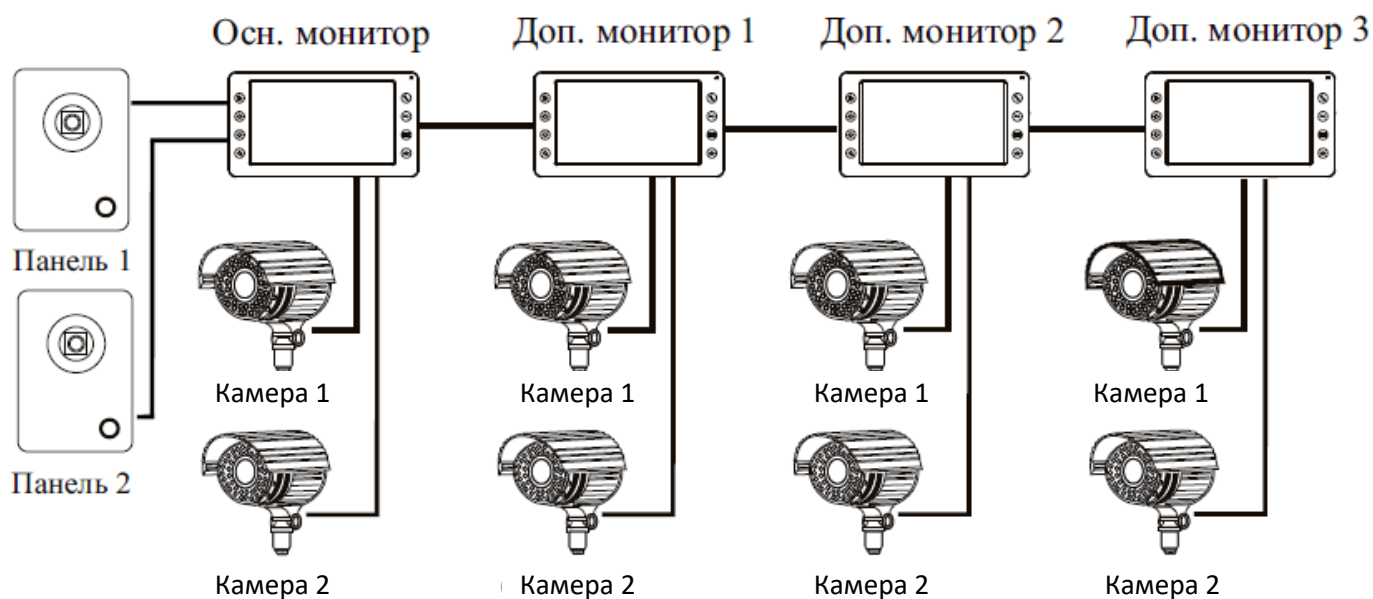 Осн. монитор Доп. монитор 1 Доп. монитор 2 Доп. монитор 3
Панель 1
Камера 1 Камера 1 Камера 1 Камера 1
Панель 2
Камера 2 Камера 2 Камера 2 Камера 2